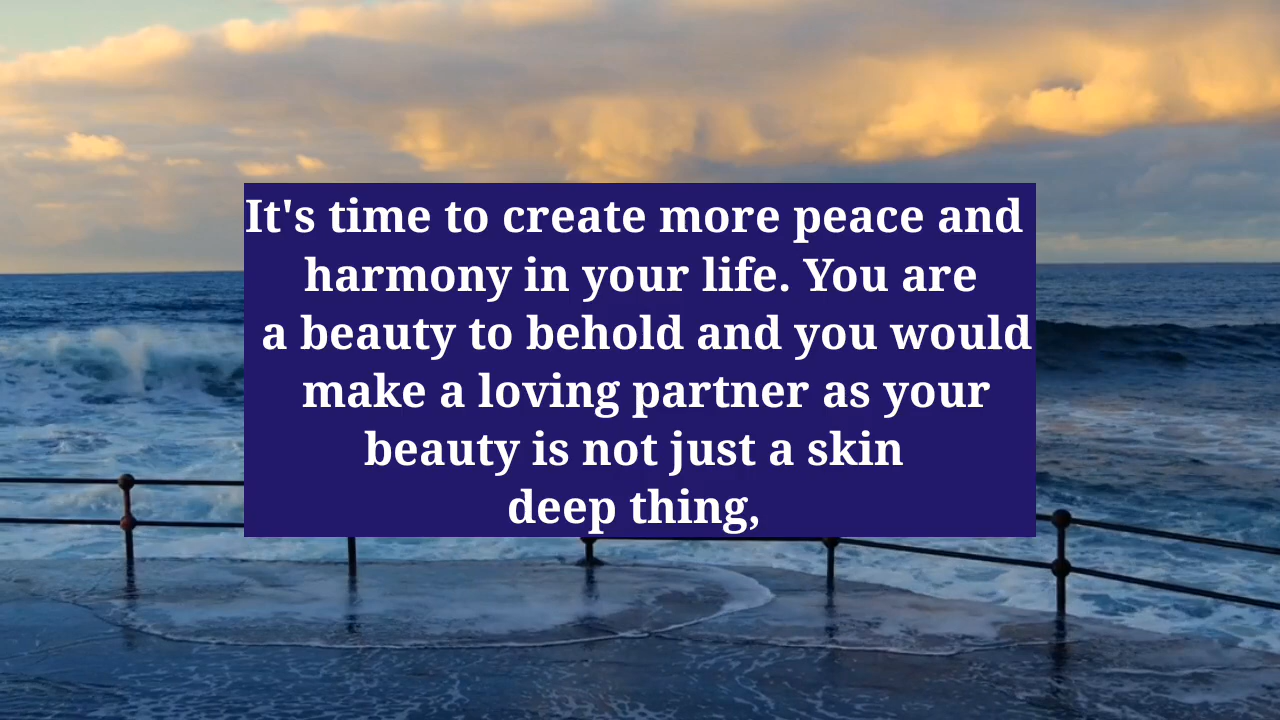 It's time to create more peace and
harmony in your life. You are
a beauty to behold and you would
make a loving partner as your
beauty is not just a skin
deep thing,